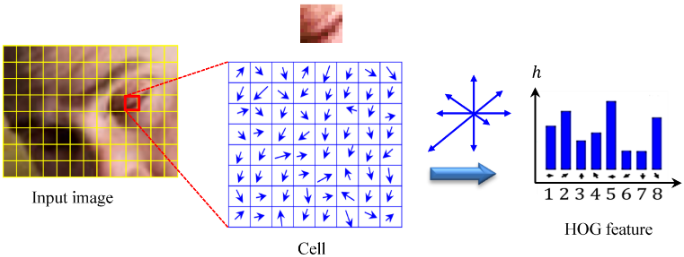 h
1 2 3 4 5 6 7 8
Input image
HOG feature
Cell